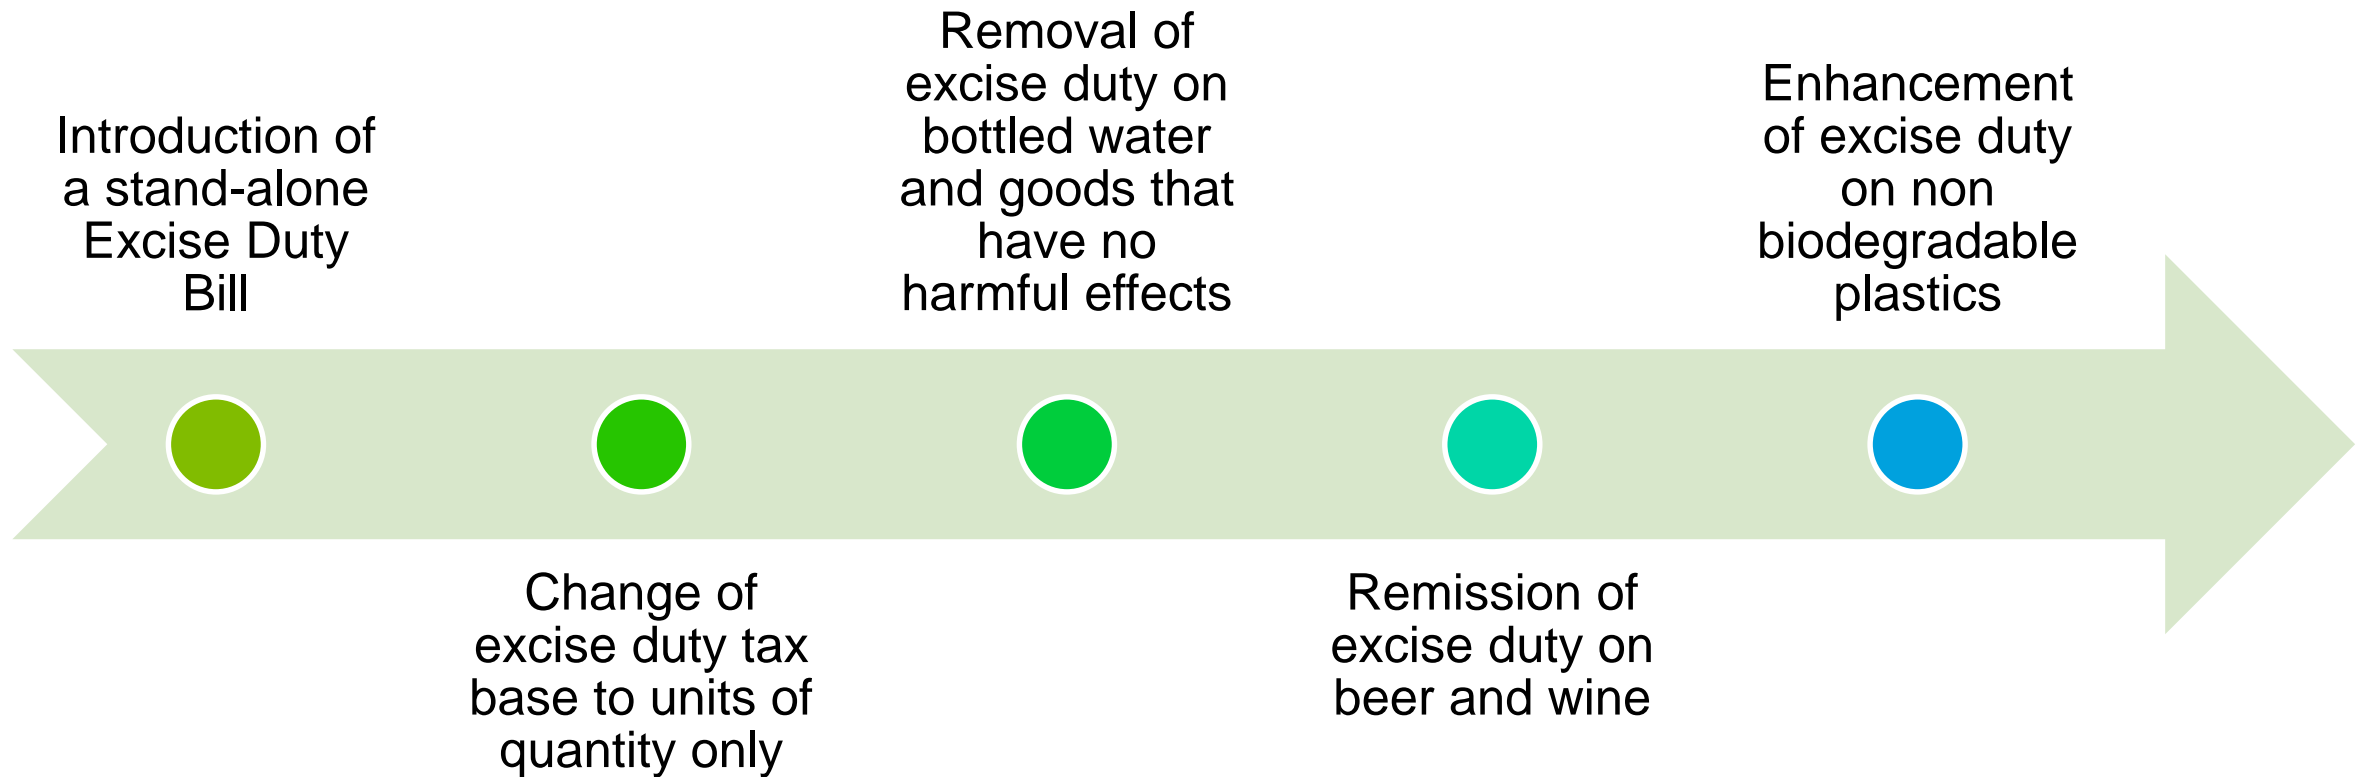 Introduction of
a stand-alone
Excise Duty
Bill
Change of
excise duty tax
base to units of
quantity only
Removal of
excise duty on
bottled water
and goods that
have no
harmful effects
Remission of
excise duty on
beer and wine
Enhancement
of excise duty
on non
biodegradable
plastics